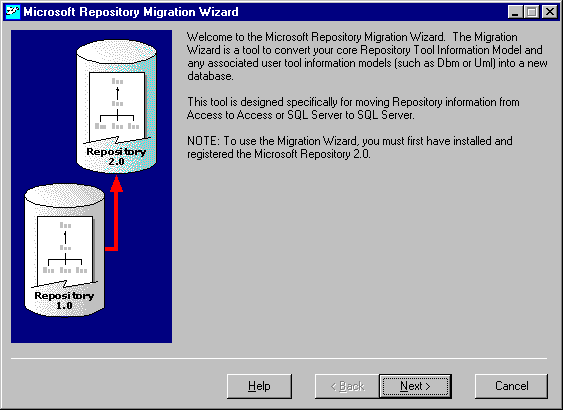 Microsoft Repository Migration Wizard
Welcome to the Microsoft Repository Migration Wizard. The Migration
Wizard is a tool to convert your core Repository Tool Information Model and
any associated user tool information models (such as Dbm or Uml) into a new
database.
This tool is designed specifically for moving Repository information from
Access to Access or SQL Server to SQL Server.
NOTE: To use the Migration Wizard, you must first have installed and
registered the Microsoft Repository 2.0.
Repository
2.0
Repository
1.0
Help
< Back
Next >
Cancel